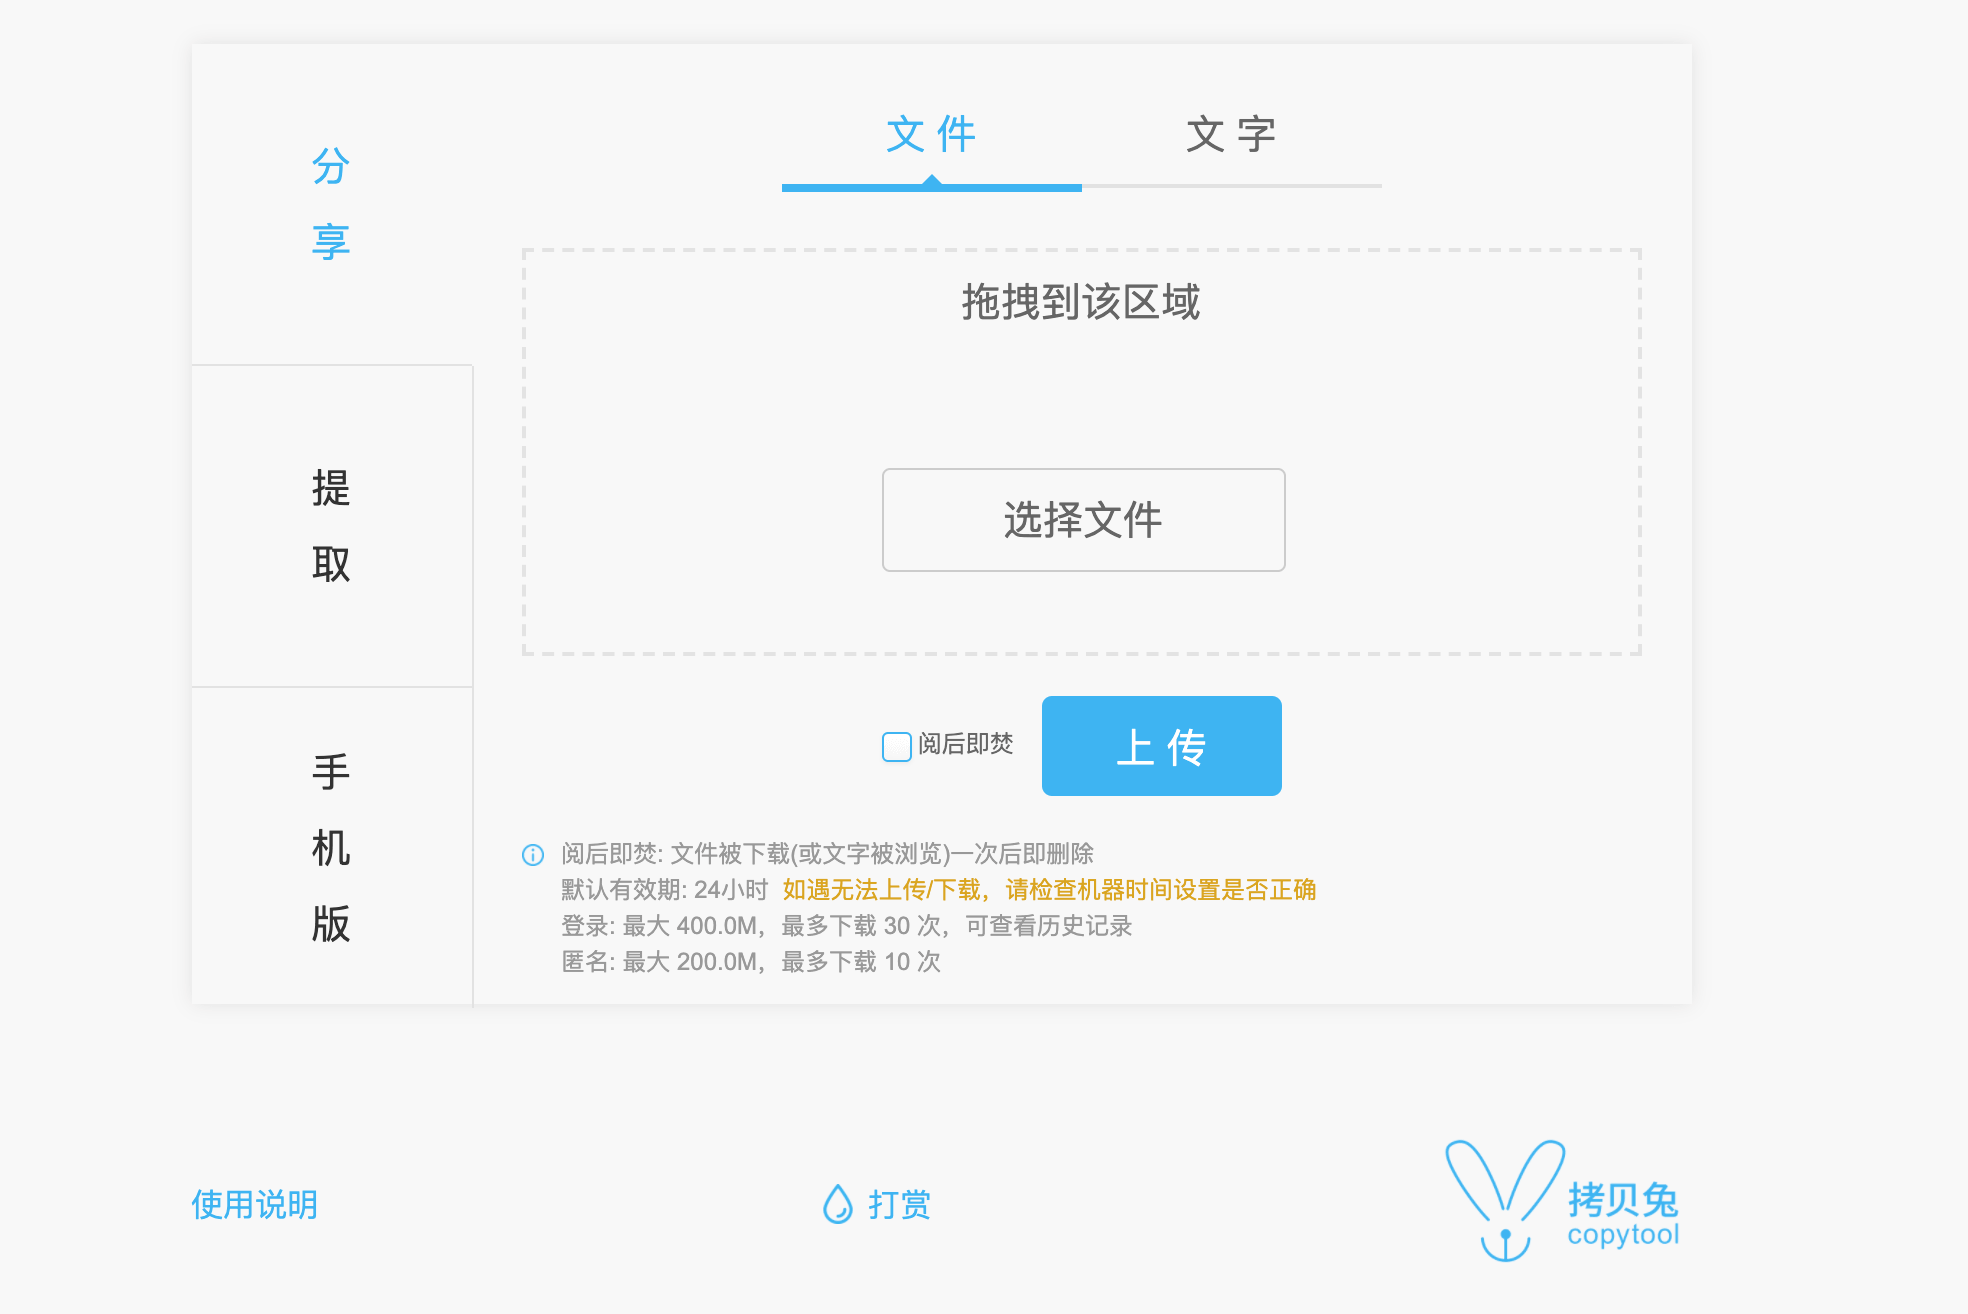 分
享
提
取
手
机
版
文 件
文 字
拖拽到该区域
选择文件
阅后即焚
上 传
阅后即焚: 文件被下载(或文字被浏览)一次后即删除
默认有效期: 24小时 如遇无法上传/下载，请检查机器时间设置是否正确
登录: 最大 400.0M，最多下载 30 次，可查看历史记录
匿名: 最大 200.0M，最多下载 10 次
使用说明
打赏
拷贝兔
copytool